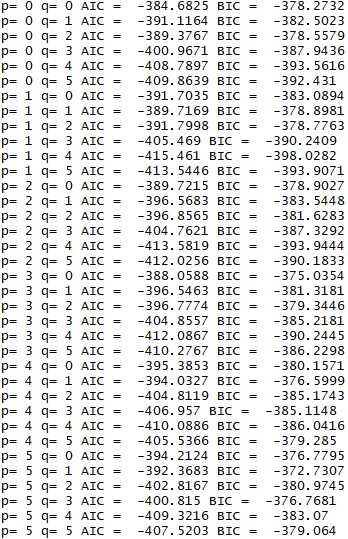 p= 0 q= 0 AIC =  -384.6825 BIC =  -378.2732
p= 0 q= 1 AIC =  -391.1164 BIC =  -382.5023
p= 0 q= 2 AIC =  -389.3767 BIC =  -378.5579
p= 0 q= 3 AIC =  -400.9671 BIC =  -387.9436
p= 0 q= 4 AIC =  -408.7897 BIC =  -393.5616
p= 0 q= 5 AIC =  -409.8639 BIC =  -392.431
p= 1 q= 0 AIC =  -391.7035 BIC =  -383.0894
p= 1 q= 1 AIC =  -389.7169 BIC =  -378.8981
p= 1 q= 2 AIC =  -391.7998 BIC =  -378.7763
p= 1 q= 3 AIC =  -405.469 BIC =  -390.2409
p= 1 q= 4 AIC =  -415.461 BIC =  -398.0282
p= 1 q= 5 AIC =  -413.5446 BIC =  -393.9071
p= 2 q= 0 AIC =  -389.7215 BIC =  -378.9027
p= 2 q= 1 AIC =  -396.5683 BIC =  -383.5448
p= 2 q= 2 AIC =  -396.8565 BIC =  -381.6283
p= 2 q= 3 AIC =  -404.7621 BIC =  -387.3292
p= 2 q= 4 AIC =  -413.5819 BIC =  -393.9444
p= 2 q= 5 AIC =  -412.0256 BIC =  -390.1833
p= 3 q= 0 AIC =  -388.0588 BIC =  -375.0354
p= 3 q= 1 AIC =  -396.5463 BIC =  -381.3181
p= 3 q= 2 AIC =  -396.7774 BIC =  -379.3446
p= 3 q= 3 AIC =  -404.8557 BIC =  -385.2181
p= 3 q= 4 AIC =  -412.0867 BIC =  -390.2445
p= 3 q= 5 AIC =  -410.2767 BIC =  -386.2298
p= 4 q= 0 AIC =  -395.3853 BIC =  -380.1571
p= 4 q= 1 AIC =  -394.0327 BIC =  -376.5999
p= 4 q= 2 AIC =  -404.8119 BIC =  -385.1743
p= 4 q= 3 AIC =  -406.957 BIC =  -385.1148
p= 4 q= 4 AIC =  -410.0886 BIC =  -386.0416
p= 4 q= 5 AIC =  -405.5366 BIC =  -379.285
p= 5 q= 0 AIC =  -394.2124 BIC =  -376.7795
p= 5 q= 1 AIC =  -392.3683 BIC =  -372.7307
p= 5 q= 2 AIC =  -402.8167 BIC =  -380.9745
p= 5 q= 3 AIC =  -400.815 BIC =  -376.7681
p= 5 q= 4 AIC =  -409.3216 BIC =  -383.07
p= 5 q= 5 AIC =  -407.5203 BIC =  -379.064